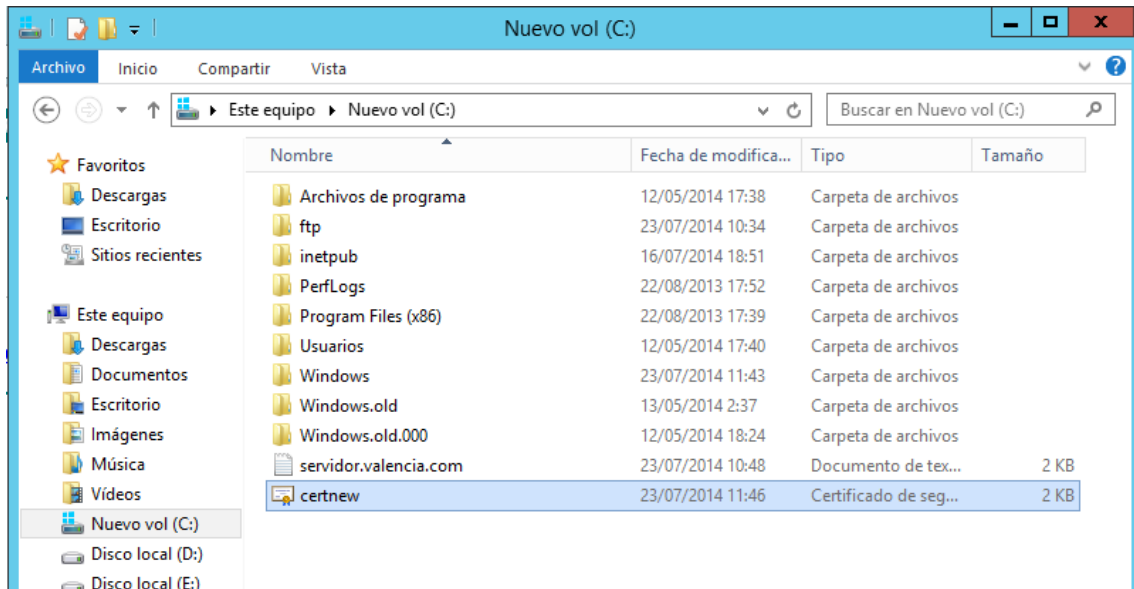 Nuevo vol (C:)
Archivo Inicio Compartir Vista
Este equipo Nuevo vol (C:) Buscar en Nuevo vol (C:)
Favoritos
Descargas
Escritorio
Sitios recientes
Este equipo
Descargas
Documentos
Escritorio
Imágenes
Música
Vídeos
Nuevo vol (C:)
Disco local (D:)
Disco local (E:)
Nombre Fecha de modifica... Tipo Tamaño
Archivos de programa 12/05/2014 17:38 Carpeta de archivos
ftp 23/07/2014 10:34 Carpeta de archivos
inetpub 16/07/2014 18:51 Carpeta de archivos
PerfLogs 22/08/2013 17:52 Carpeta de archivos
Program Files (x86) 22/08/2013 17:39 Carpeta de archivos
Usuarios 12/05/2014 17:40 Carpeta de archivos
Windows 23/07/2014 11:43 Carpeta de archivos
Windows.old 13/05/2014 2:37 Carpeta de archivos
Windows.old.000 12/05/2014 18:24 Carpeta de archivos
servidor.valencia.com 23/07/2014 10:48 Documento de tex... 2 KB
certnew 23/07/2014 11:46 Certificado de seg... 2 KB